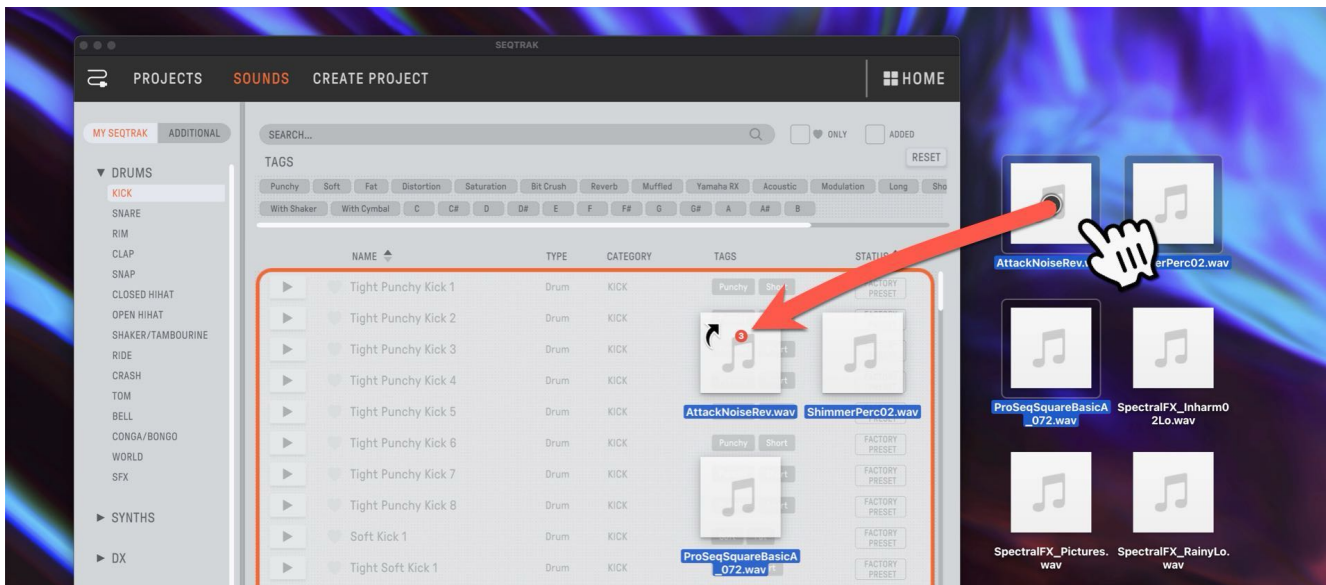 SEQTRAK
PROJECTS SOUNDS CREATE PROJECT HOME
MY SEQTRAK ADDITIONAL
SEARCH... ONLY ADDED
TAGS RESET
Punchy Soft Fat Distortion Saturation Bit Crush Reverb Muffled Yamaha RX Acoustic Modulation Long Sho
With Shaker With Cymbal C C# D D# E F F# G G# A A# B
▼ DRUMS
KICK
SNARE
RIM
CLAP
SNAP
CLOSED HIHAT
OPEN HIHAT
SHAKER/TAMBOURINE
RIDE
CRASH
TOM
BELL
CONGA/BONGO
WORLD
SFX
► SYNTHS
► DX
NAME TYPE CATEGORY TAGS STATUS
Tight Punchy Kick 1 Drum KICK Punchy Short FACTORY PRESET
Tight Punchy Kick 2 Drum KICK
Tight Punchy Kick 3 Drum KICK
Tight Punchy Kick 4 Drum KICK
Tight Punchy Kick 5 Drum KICK
Tight Punchy Kick 6 Drum KICK Punchy Short FACTORY PRESET
Tight Punchy Kick 7 Drum KICK FACTORY PRESET
Tight Punchy Kick 8 Drum KICK FACTORY PRESET
Soft Kick 1 Drum KICK FACTORY PRESET
Tight Soft Kick 1 Drum KICK FACTORY PRESET
3
AttackNoiseRev.wav ShimmerPerc02.wav
ProSeqSquareBasicA
_072.wav
AttackNoiseRev. erPerc02.wav
ProSeqSquareBasicA
_072.wav
SpectralFX_Inharm0
2Lo.wav
SpectralFX_Pictures.
wav
SpectralFX_RainyLo.
wav